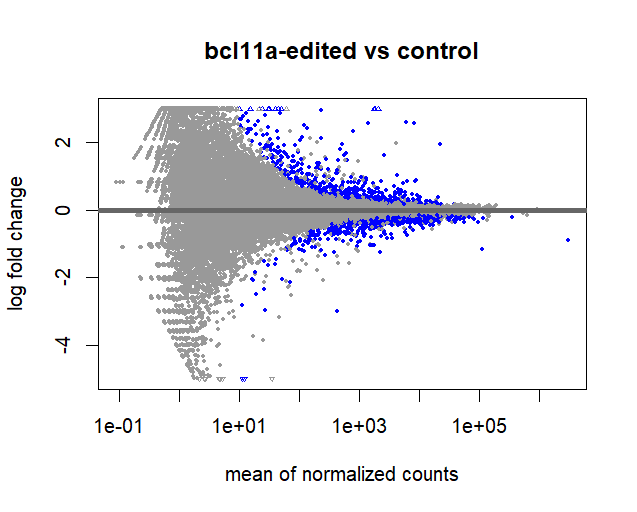 bcl11a-edited vs control
log fold change
2
0
-2
-4
1e-01 1e+01 1e+03 1e+05
mean of normalized counts